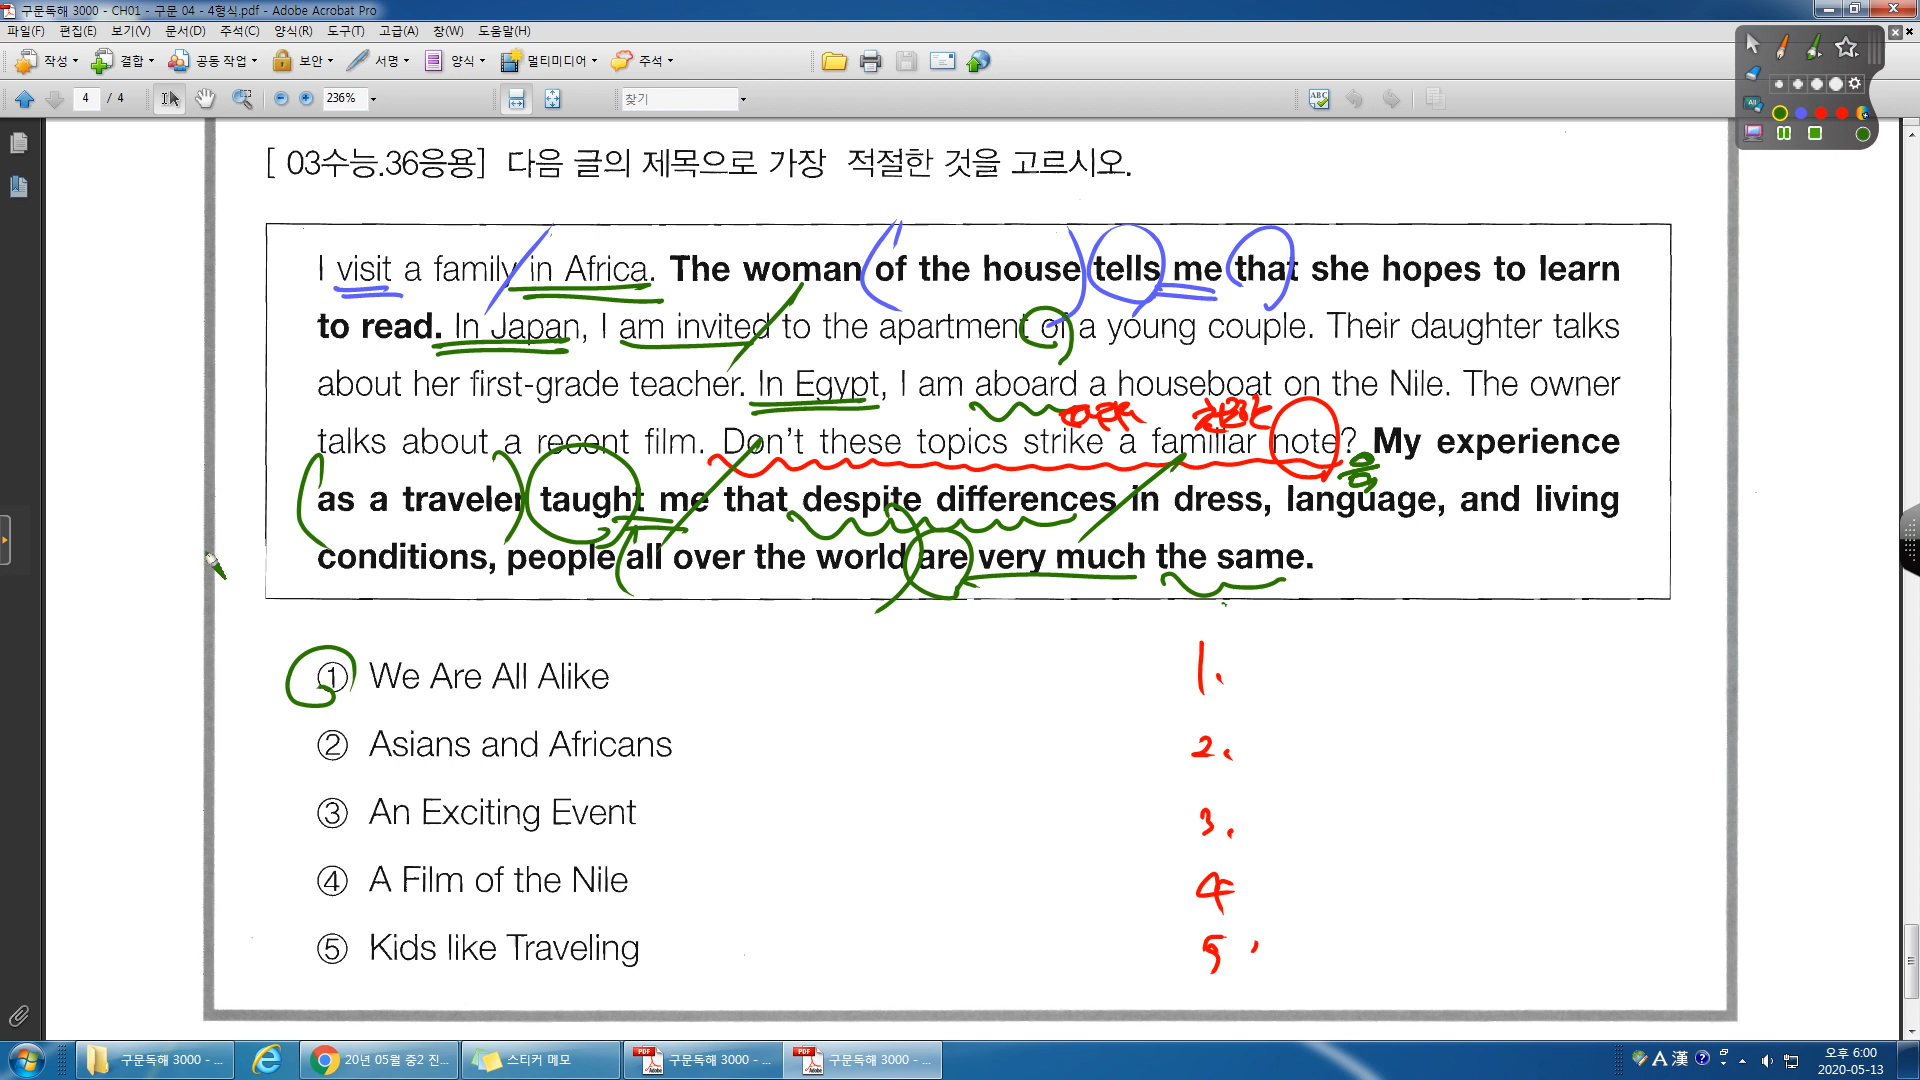 구문독해 3000 - CH01 - 구문 04 - 4형식.pdf - Adobe Acrobat Pro
파일(F) 편집(E) 보기(V) 문서(D) 주석(C) 양식(R) 도구(T) 고급(A) 창(W) 도움말(H)
작성 결합 공동 작업 보안 서명 양식 멀티미디어 주석
4 / 4 236% 찾기
[ 03수능.36응용] 다음 글의 제목으로 가장 적절한 것을 고르시오.
I visit a family in Africa. The woman of the house tells me that she hopes to learn
to read. In Japan, I am invited to the apartment of a young couple. Their daughter talks
about her first-grade teacher. In Egypt, I am aboard a houseboat on the Nile. The owner
talks about a recent film. Don't these topics strike a familiar note? My experience
음
as a traveler taught me that despite differences in dress, language, and living
conditions, people all over the world are very much the same.
① We Are All Alike
1.
② Asians and Africans
2.
③ An Exciting Event
3.
④ A Film of the Nile
4
⑤ Kids like Traveling
5.
구문독해 3000 - ... 20년 05월 중2 진... 스티커 메모 구문독해 3000 - ... 구문독해 3000 - ...
A 漢
오후 6:00
2020-05-13